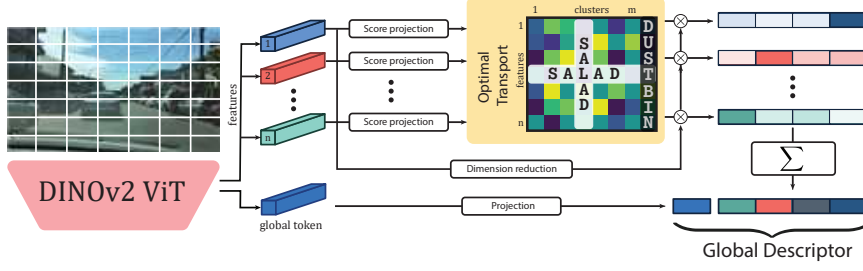 1 clusters m
Score projection
1
1
Score projection
2
Score projection
n
n
features
features
Optimal
Transport
SALAD
SALAD
DUSTBIN
Dimension reduction
DINOv2 ViT
global token
Projection
Σ
Global Descriptor